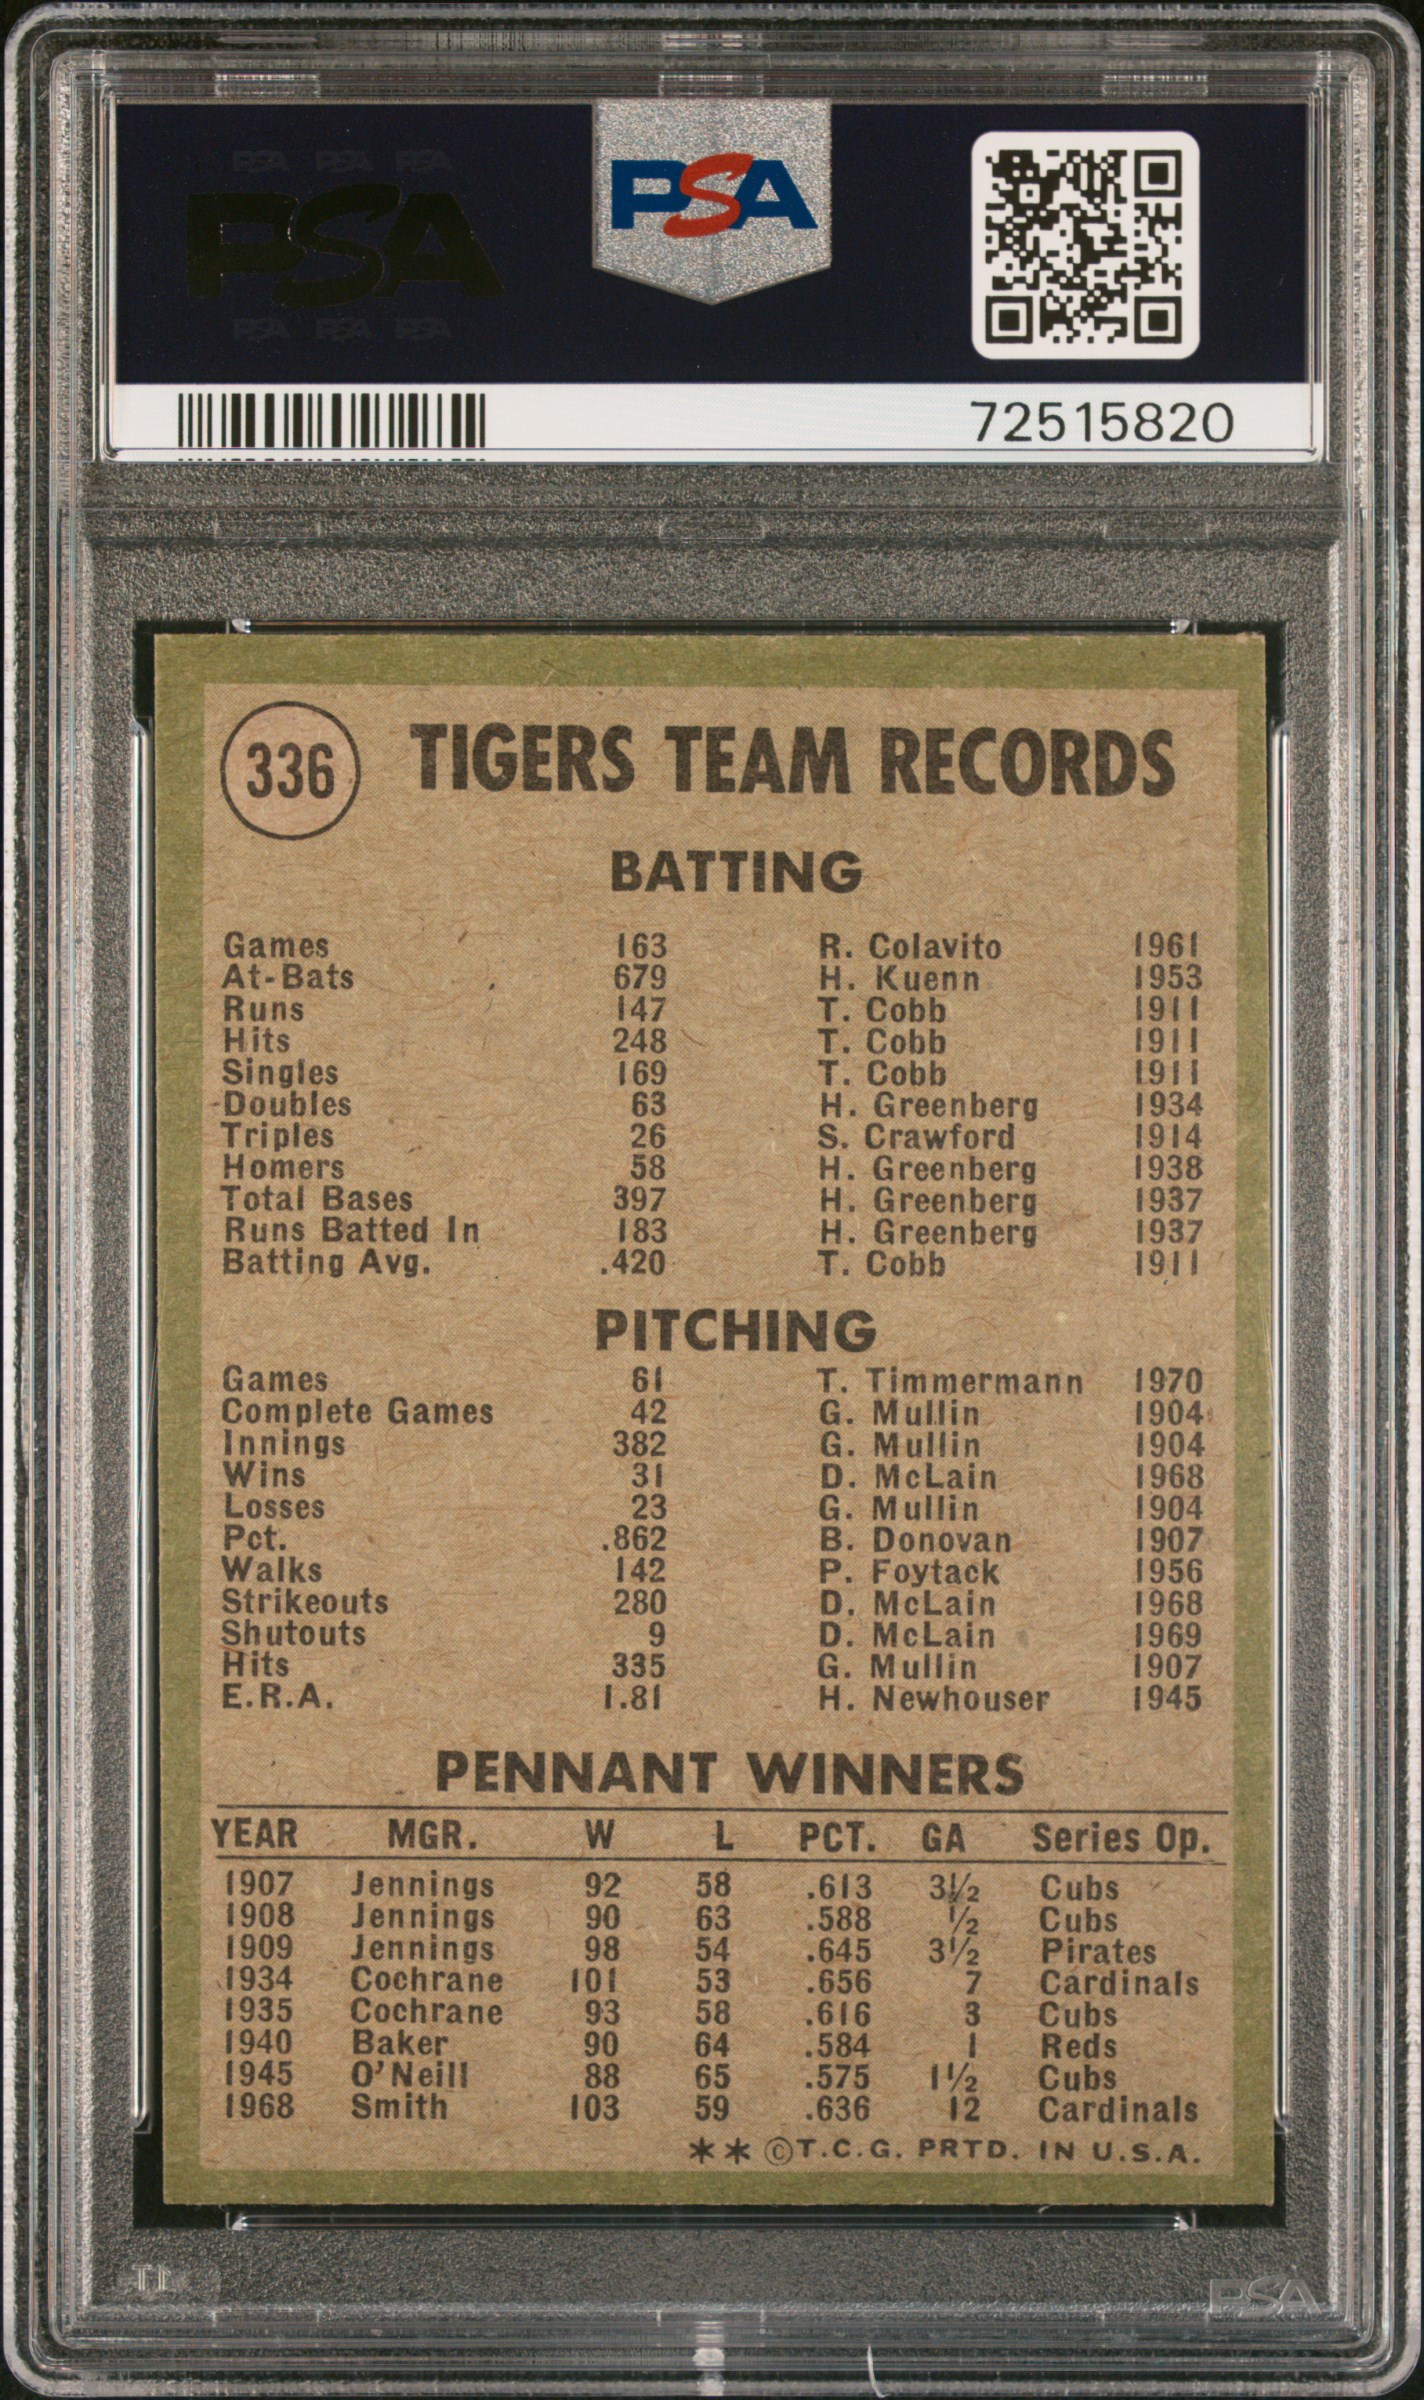 PSA PSA PSA
PSA
PSA PSA PSA
PSA
72515820
336 TIGERS TEAM RECORDS
BATTING
Games 163 R. Colavito 1961
At-Bats 679 H. Kuenn 1953
Runs 147 T. Cobb 1911
Hits 248 T. Cobb 1911
Singles 169 T. Cobb 1911
Doubles 63 H. Greenberg 1934
Triples 26 S. Crawford 1914
Homers 58 H. Greenberg 1938
Total Bases 397 H. Greenberg 1937
Runs Batted In 183 H. Greenberg 1937
Batting Avg. .420 T. Cobb 1911
PITCHING
Games 61 T. Timmermann 1970
Complete Games 42 G. Mullin 1904
Innings 382 G. Mullin 1904
Wins 31 D. McLain 1968
Losses 23 G. Mullin 1904
Pct. .862 B. Donovan 1907
Walks 142 P. Foytack 1956
Strikeouts 280 D. McLain 1968
Shutouts 9 D. McLain 1969
Hits 335 G. Mullin 1907
E.R.A. 1.81 H. Newhouser 1945
PENNANT WINNERS
YEAR MGR. W L PCT. GA Series Op.
1907 Jennings 92 58 .613 3½ Cubs
1908 Jennings 90 63 .588 ½ Cubs
1909 Jennings 98 54 .645 3½ Pirates
1934 Cochrane 101 53 .656 7 Cardinals
1935 Cochrane 93 58 .616 3 Cubs
1940 Baker 90 64 .584 1 Reds
1945 O'Neill 88 65 .575 1½ Cubs
1968 Smith 103 59 .636 12 Cardinals
** ©T.C.G. PRTD. IN U.S.A.
PSA